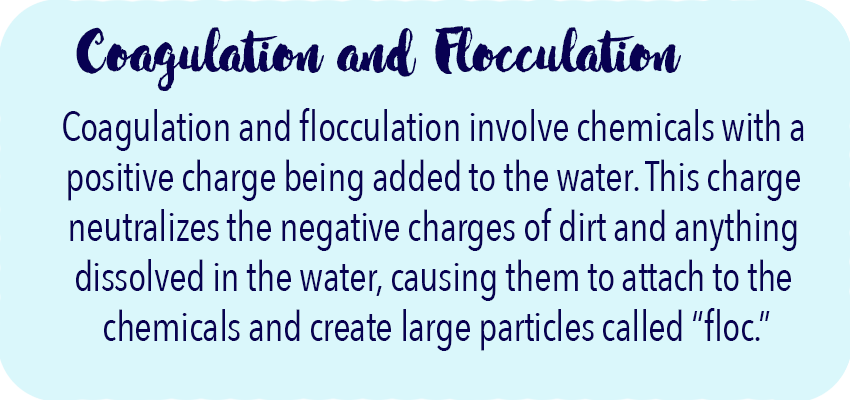 Coagulation and Flocculation
Coagulation and flocculation involve chemicals with a
positive charge being added to the water. This charge
neutralizes the negative charges of dirt and anything
dissolved in the water, causing them to attach to the
chemicals and create large particles called “floc.”